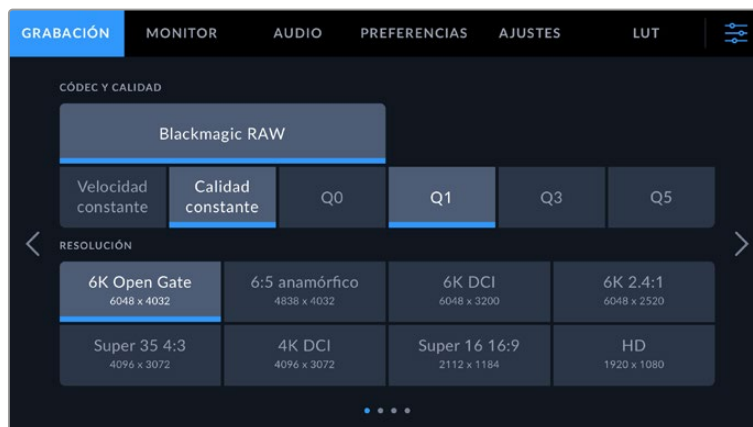 GRABACIÓN MONITOR AUDIO PREFERENCIAS AJUSTES LUT
CÓDEC Y CALIDAD
Blackmagic RAW
Velocidad constante Calidad constante Q0 Q1 Q3 Q5
RESOLUCIÓN
6K Open Gate 6:5 anamórfico 6K DCI 6K 2.4:1
6048 x 4032 4838 x 4032 6048 x 3200 6048 x 2520
Super 35 4:3 4K DCI Super 16 16:9 HD
4096 x 3072 4096 x 3072 2112 x 1184 1920 x 1080